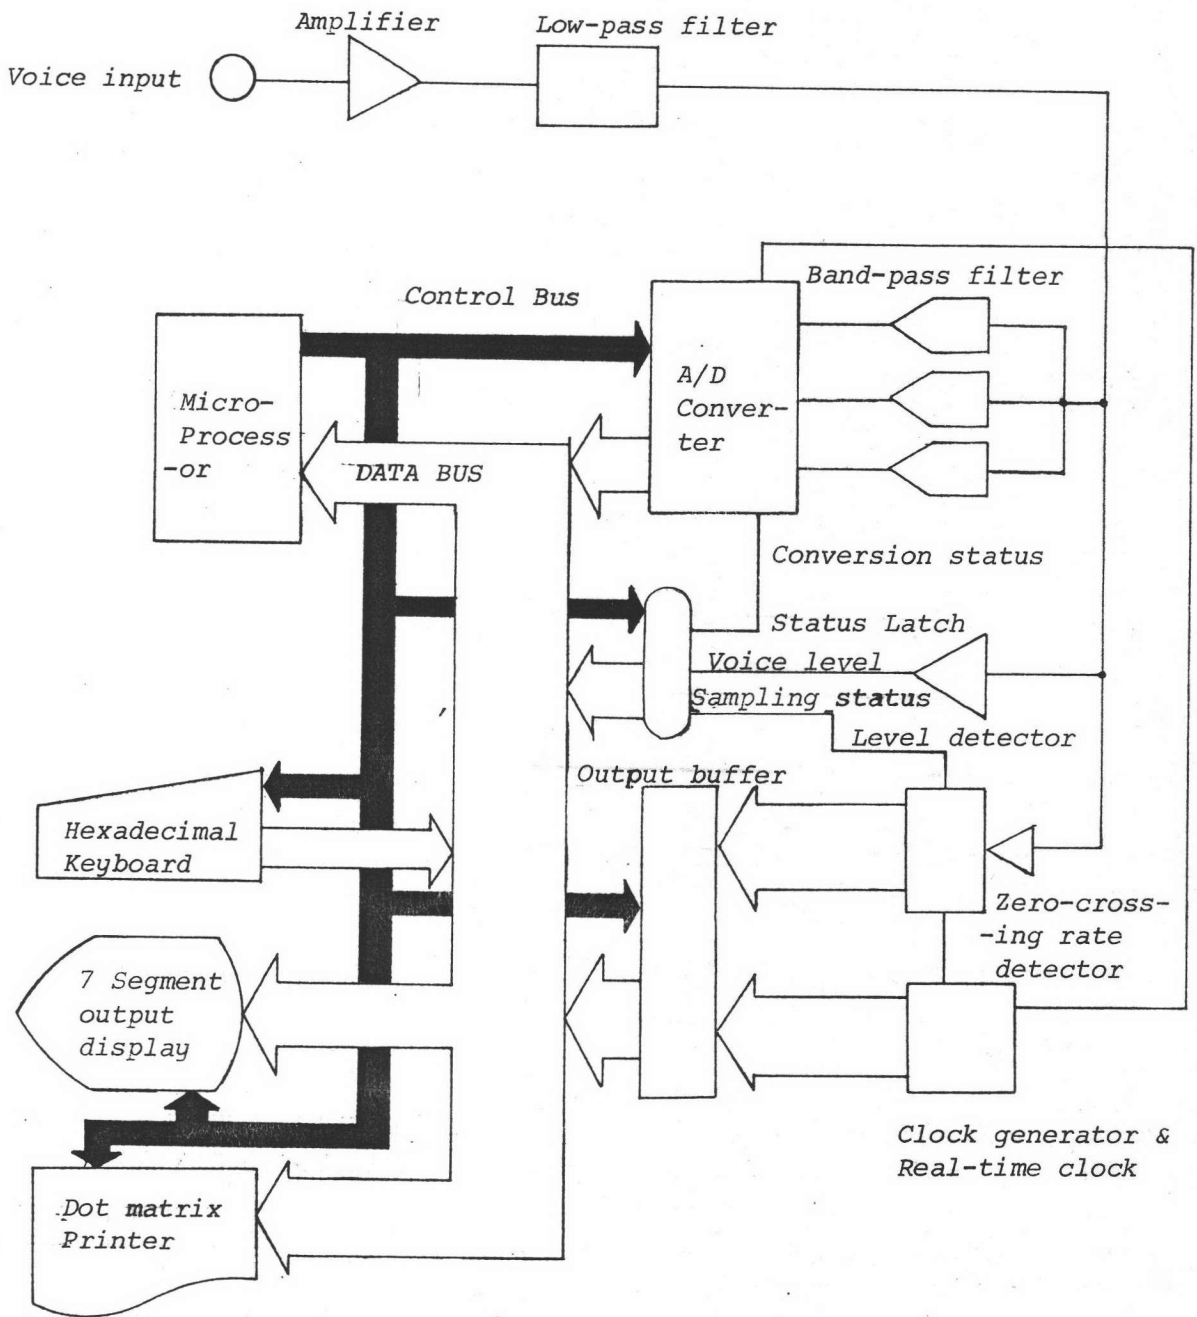 Amplifier
Low-pass filter
Voice input
Band-pass filter
Control Bus
A/D
Conver-
ter
Micro-
Process
-or
DATA BUS
Conversion status
Status Latch
Voice level
Sampling status
Level detector
Output buffer
Hexadecimal
Keyboard
Zero-cross-
-ing rate
detector
7 Segment
output
display
Clock generator &
Real-time clock
Dot matrix
Printer